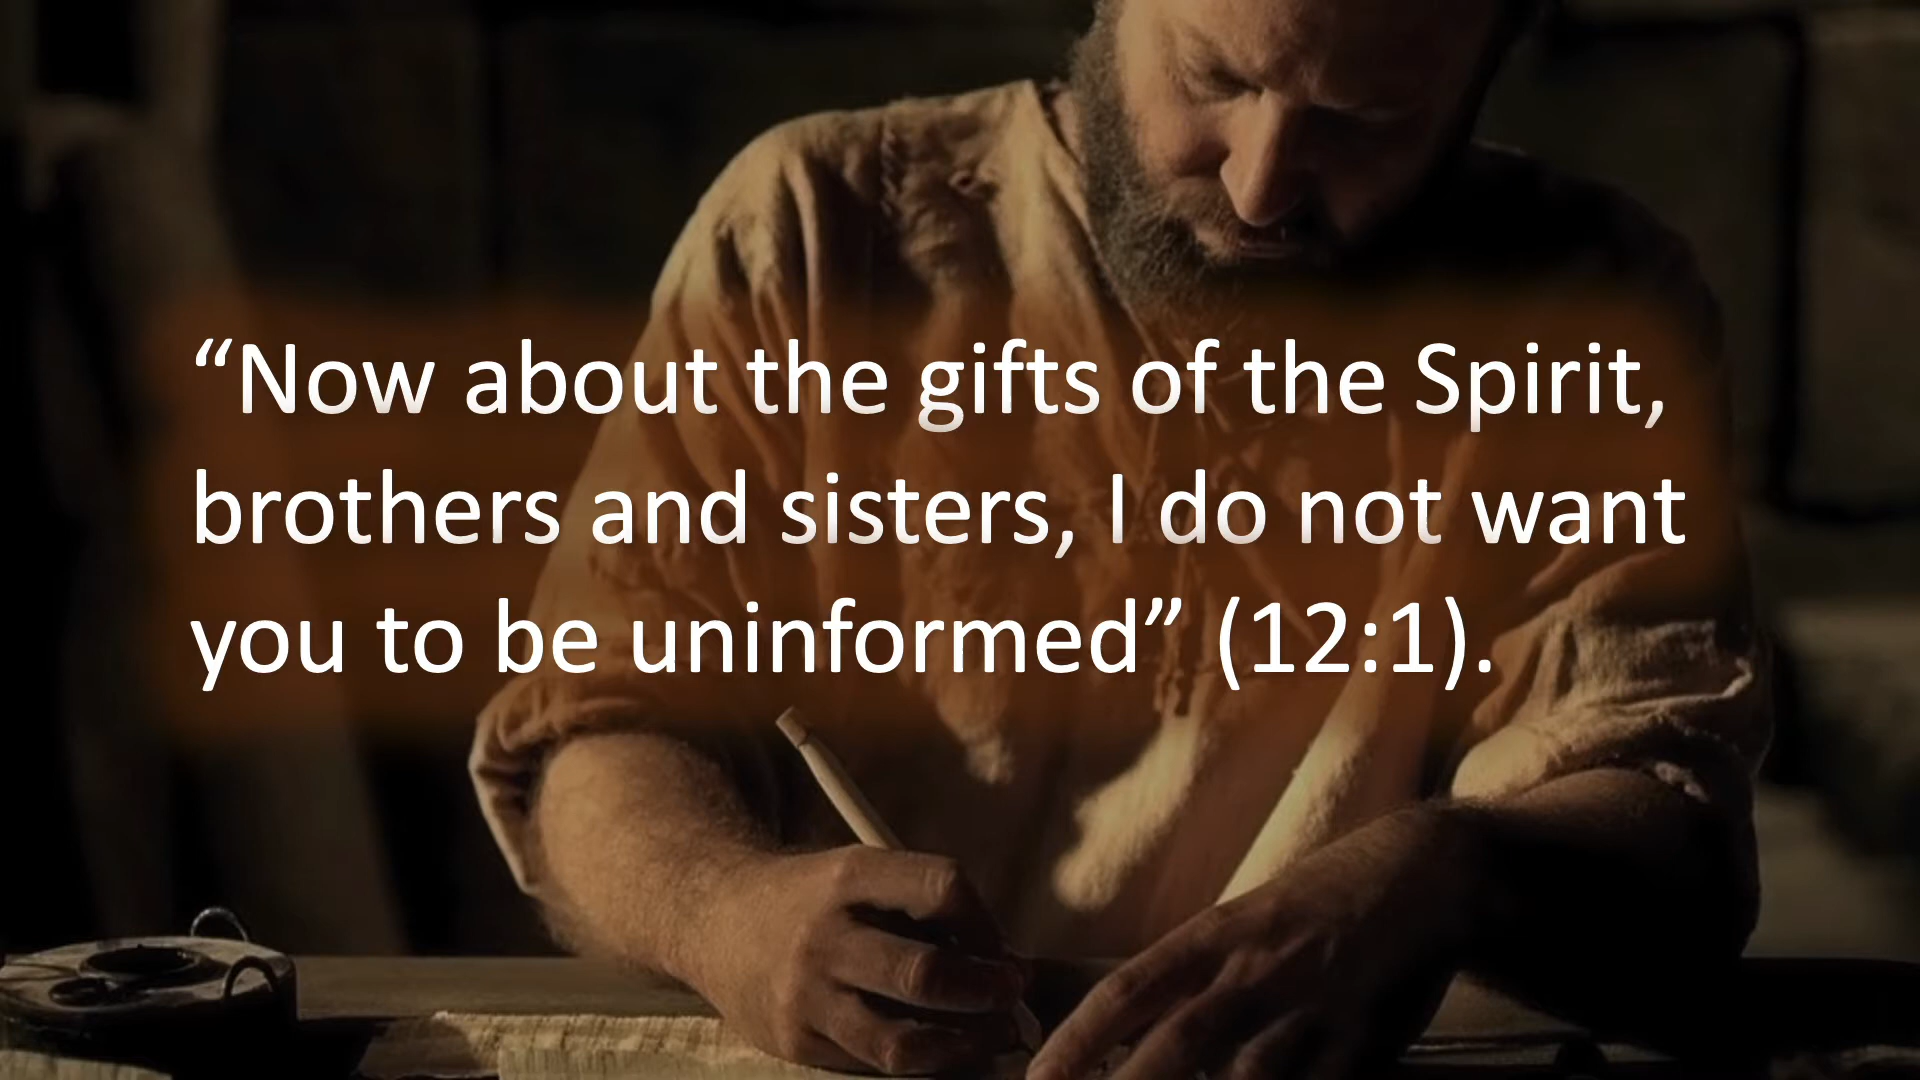 “Now about the gifts of the Spirit,
brothers and sisters, I do not want
you to be uninformed” (12:1).